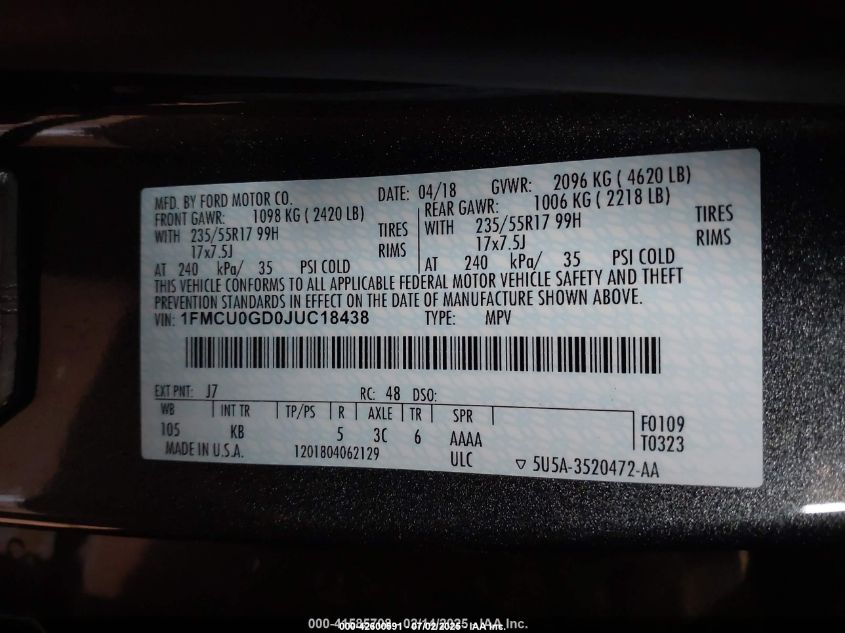 MFD. BY FORD MOTOR CO. DATE: 04/18 GVWR: 2096 KG ( 4620 LB)
FRONT GAWR: 1098 KG ( 2420 LB) REAR GAWR: 1006 KG ( 2218 LB)
WITH 235/55R17 99H TIRES WITH 235/55R17 99H TIRES
17x7.5J RIMS 17x7.5J RIMS
AT 240 kPa/ 35 PSI COLD AT 240 kPa/ 35 PSI COLD
THIS VEHICLE CONFORMS TO ALL APPLICABLE FEDERAL MOTOR VEHICLE SAFETY AND THEFT
PREVENTION STANDARDS IN EFFECT ON THE DATE OF MANUFACTURE SHOWN ABOVE.
VIN: 1FMCU0GD0JUC18438 TYPE: MPV
EXT PNT: J7 RC: 48 DSO:
WB INT TR TP/PS R AXLE TR SPR F0109
105 KB 5 3C 6 AAAA T0323
MADE IN U.S.A. 1201804062129 ULC ▽ 5U5A-3520472-AA
000-42600691 07/02/2025 IAA Inc.